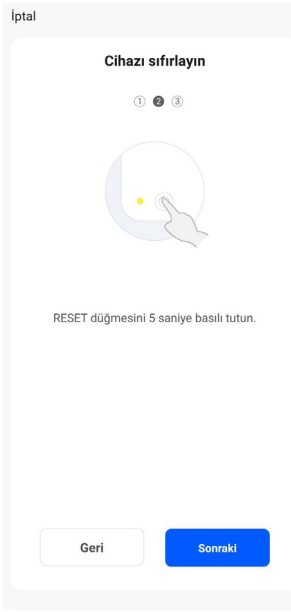 İptal
Cihazı sıfırlayın
① ② ③
RESET düğmesini 5 saniye basılı tutun.
Geri
Sonraki